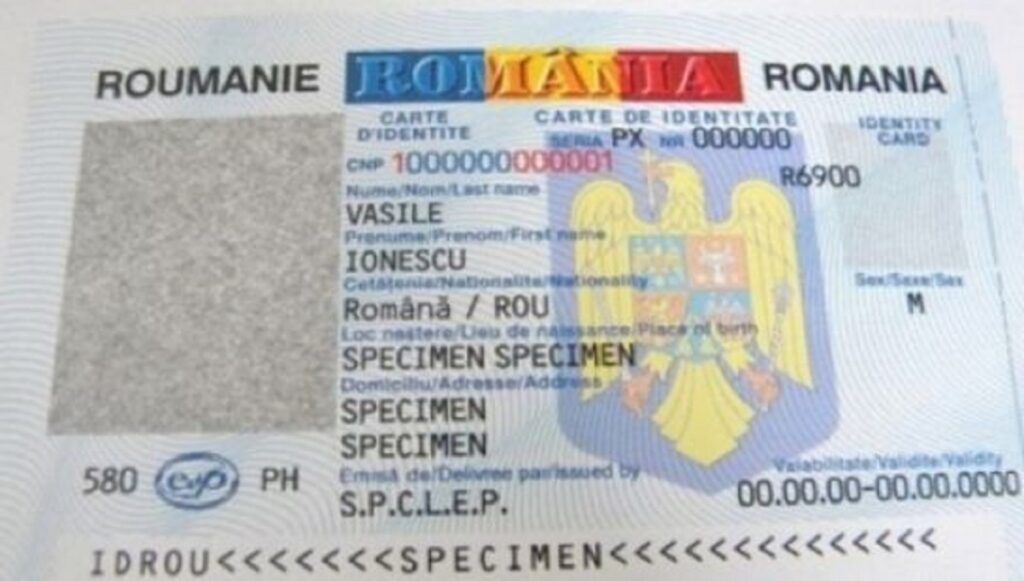 ROUMANIE ROMÂNIA ROMANIA
CARTE D'IDENTITE
CARTE DE IDENTITATE
IDENTITY CARD
SERIA PX NR 000000
CNP 1000000000001
R6900
Nume/Nom/Last name
VASILE
Prenume/Prenom/First name
IONESCU
Cetăţenie/Nationalite/Nationality
Română / ROU
Sex/Sexe/Sex
M
Loc naştere/Lieu de naissance/Place of birth
SPECIMEN SPECIMEN
Domiciliu/Adresse/Address
SPECIMEN
SPECIMEN
Emisă de/Delivree par/Issued by
S.P.C.L.E.P.
Valabilitate/Validite/Validity
00.00.00-00.00.0000
580 evp PH
IDROU<<<<<<<SPECIMEN<<<<<<<<<<<<<<<